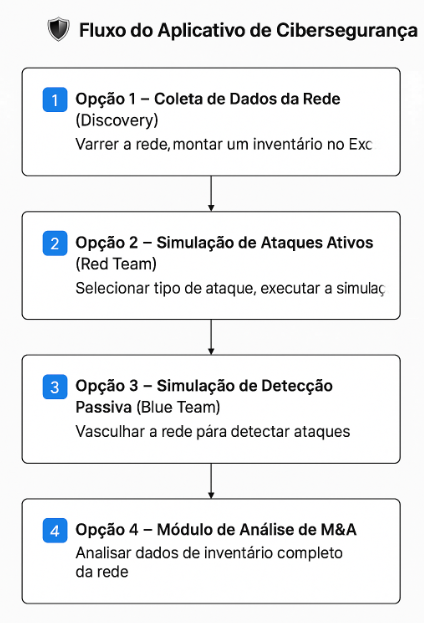 Fluxo do Aplicativo de Cibersegurança
1
Opção 1 – Coleta de Dados da Rede
(Discovery)
Varrer a rede, montar um inventário no Exc
2
Opção 2 – Simulação de Ataques Ativos
(Red Team)
Selecionar tipo de ataque, executar a simulaç
3
Opção 3 – Simulação de Detecção
Passiva (Blue Team)
Vasculhar a rede pára detectar ataques
4
Opção 4 – Módulo de Análise de M&A
Analisar dados de inventário completo
da rede